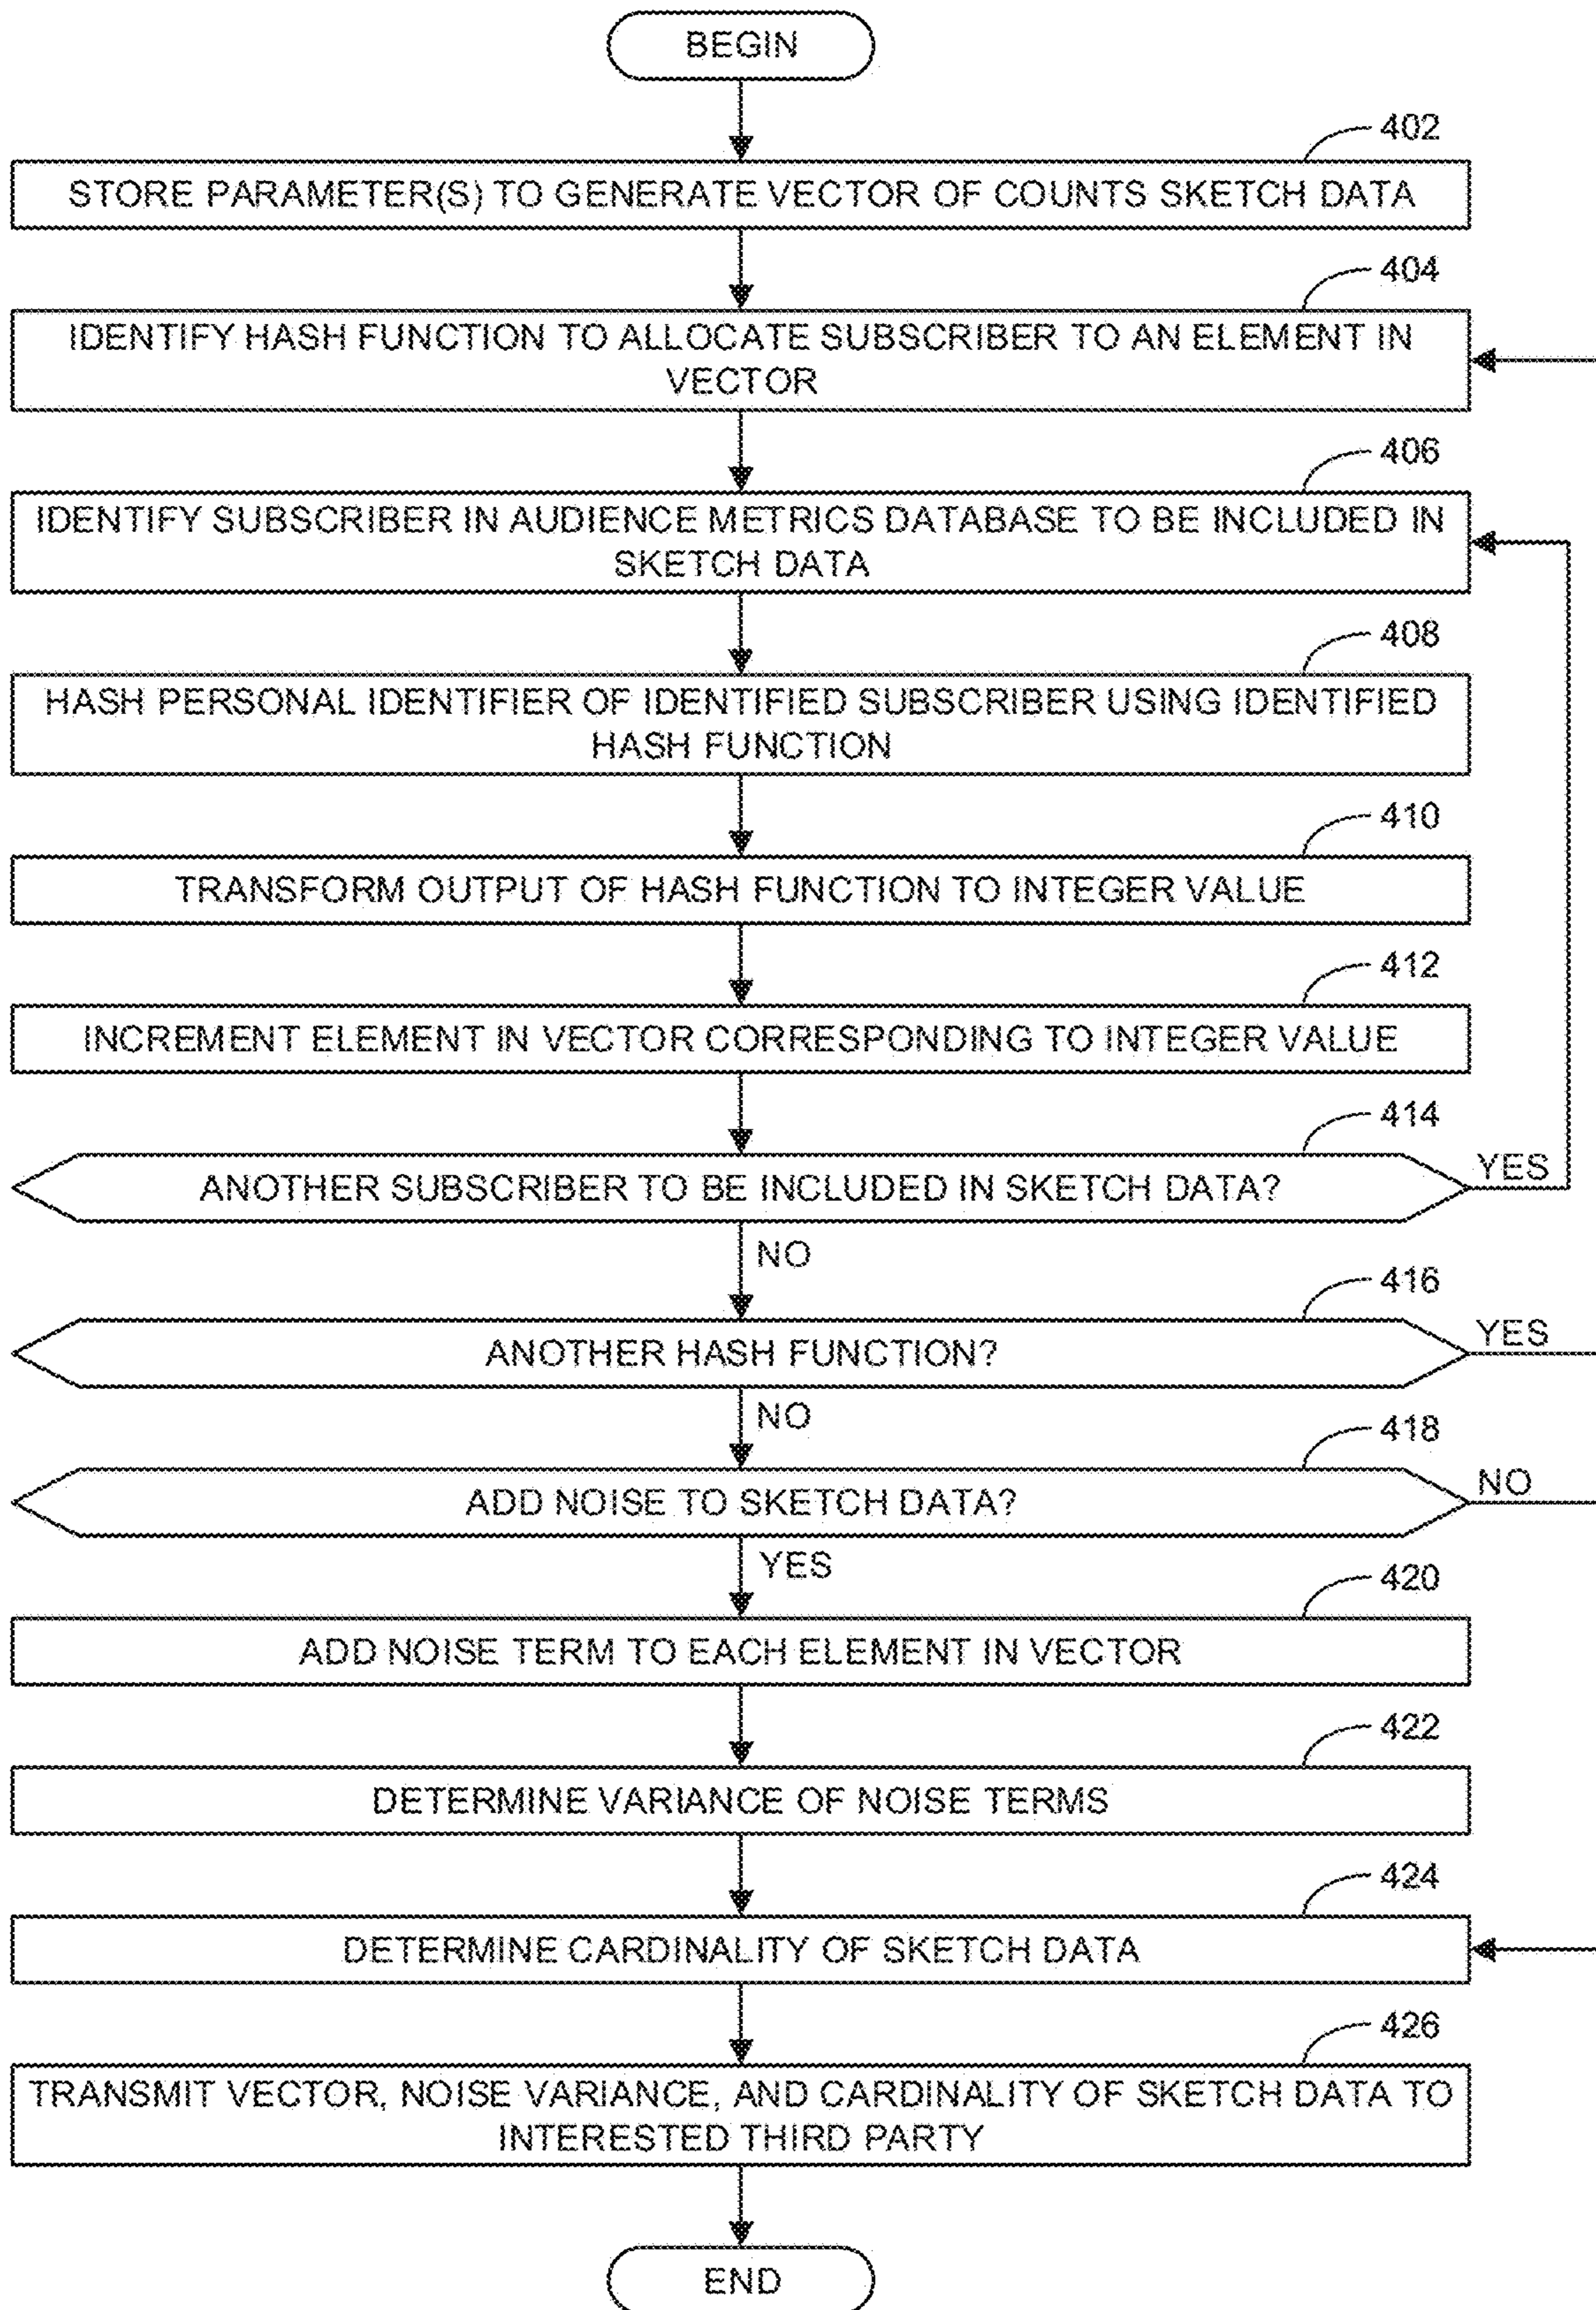 BEGIN
402
STORE PARAMETER(S) TO GENERATE VECTOR OF COUNTS SKETCH DATA
404
IDENTIFY HASH FUNCTION TO ALLOCATE SUBSCRIBER TO AN ELEMENT IN
VECTOR
406
IDENTIFY SUBSCRIBER IN AUDIENCE METRICS DATABASE TO BE INCLUDED IN
SKETCH DATA
408
HASH PERSONAL IDENTIFIER OF IDENTIFIED SUBSCRIBER USING IDENTIFIED
HASH FUNCTION
410
TRANSFORM OUTPUT OF HASH FUNCTION TO INTEGER VALUE
412
INCREMENT ELEMENT IN VECTOR CORRESPONDING TO INTEGER VALUE
414
ANOTHER SUBSCRIBER TO BE INCLUDED IN SKETCH DATA?
YES
NO
416
ANOTHER HASH FUNCTION?
YES
NO
418
ADD NOISE TO SKETCH DATA?
NO
YES
420
ADD NOISE TERM TO EACH ELEMENT IN VECTOR
422
DETERMINE VARIANCE OF NOISE TERMS
424
DETERMINE CARDINALITY OF SKETCH DATA
426
TRANSMIT VECTOR, NOISE VARIANCE, AND CARDINALITY OF SKETCH DATA TO
INTERESTED THIRD PARTY
END